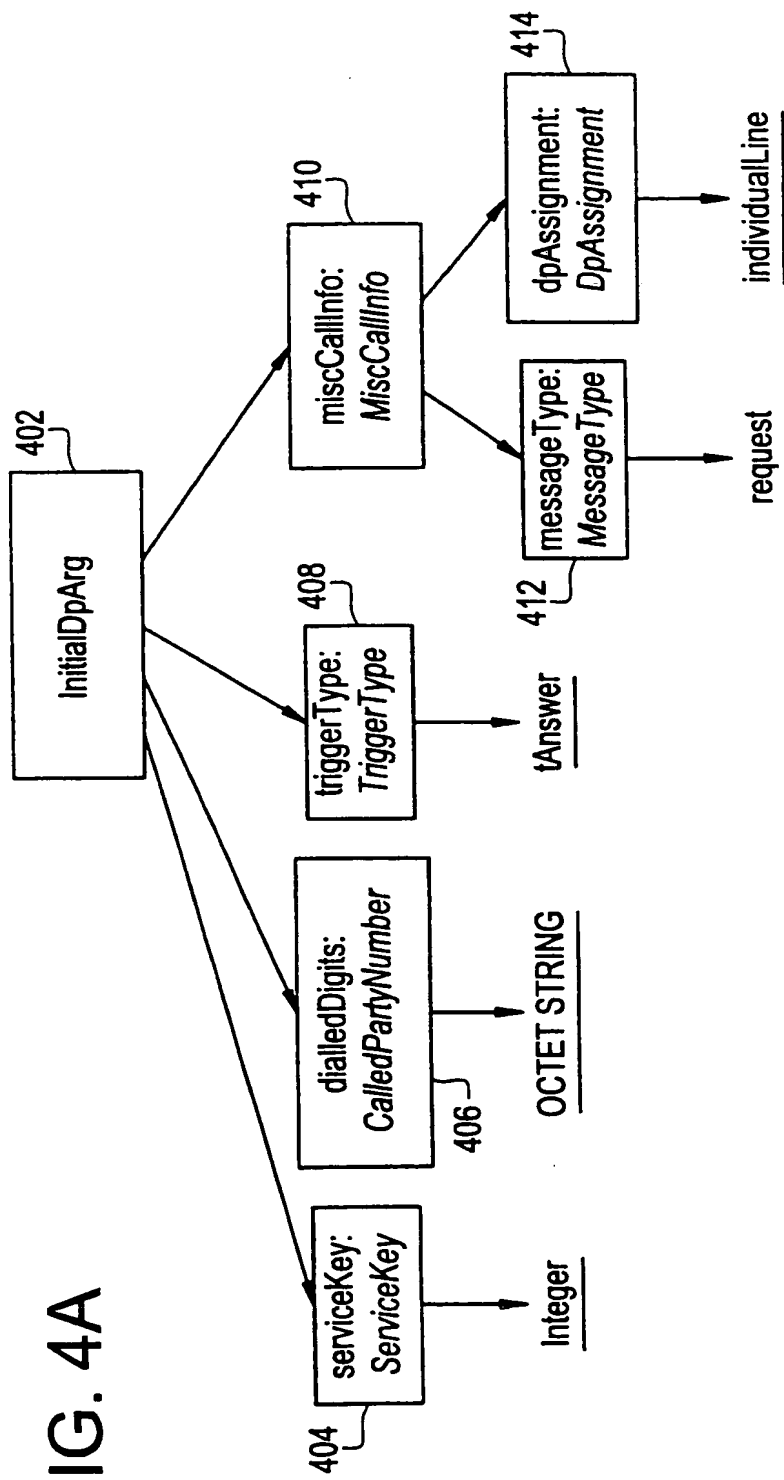 IG. 4A
402
InitialDpArg
404
serviceKey:
ServiceKey
Integer
406
dialledDigits:
CalledPartyNumber
OCTET STRING
408
triggerType:
TriggerType
tAnswer
410
miscCallInfo:
MiscCallInfo
412
messageType:
MessageType
request
414
dpAssignment:
DpAssignment
individualLine